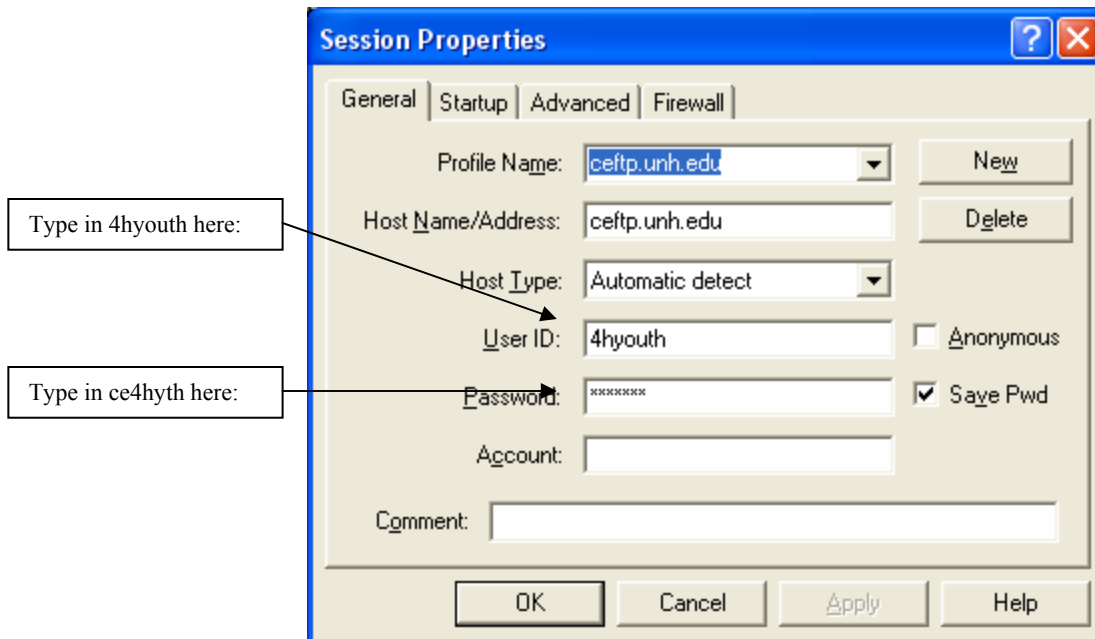 Session Properties
General Startup Advanced Firewall
Profile Name: ceftp.unh.edu New
Type in 4hyouth here:
Host Name/Address: ceftp.unh.edu Delete
Host Type: Automatic detect
User ID: 4hyouth Anonymous
Type in ce4hyth here:
Password: ******* Save Pwd
Account:
Comment:
OK Cancel Apply Help